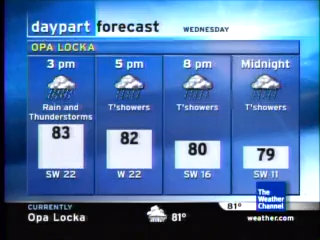 daypart forecast WEDNESDAY
OPA LOCKA
3 pm 5 pm 8 pm Midnight
Rain and Thunderstorms T'showers T'showers T'showers
83 82 80 79
SW 22 W 22 SW 16 SW 11
CURRENTLY
Opa Locka 81°
81°
The Weather Channel
weather.com